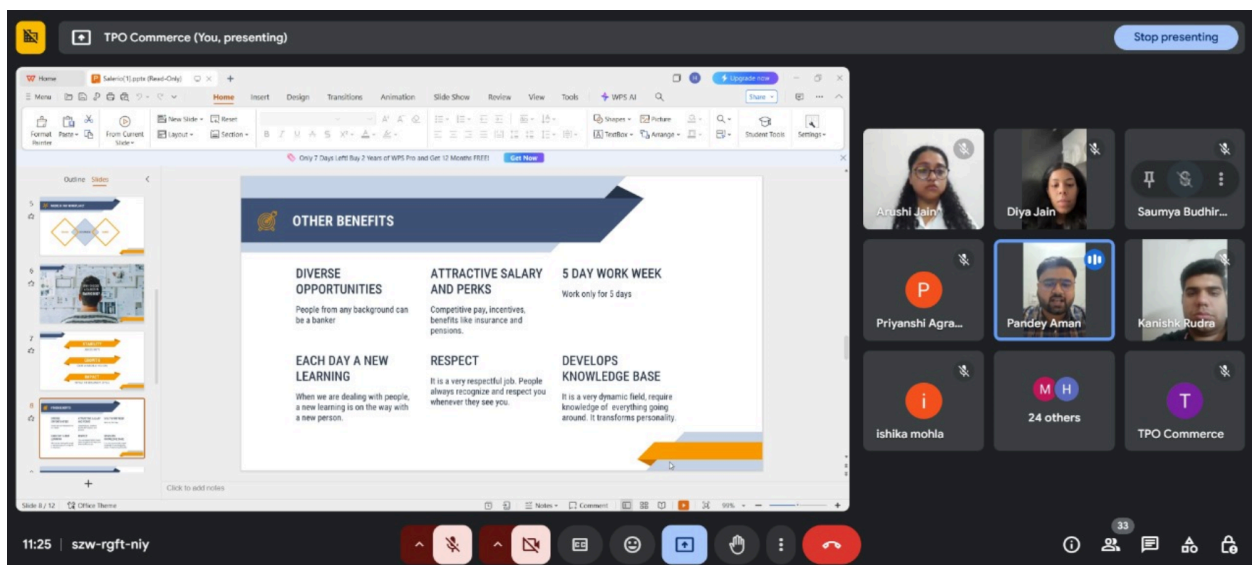 TPO Commerce (You, presenting)
Stop presenting
Home
Salerio(1).pptx (Read-Only)
Upgrade now
Menu
Home Insert Design Transitions Animation Slide Show Review View Tools WPS AI
Share
Format Painter
Paste
From Current Slide
New Slide
Layout
Reset
Section
B I U A S
Shapes
TextBox
Picture
Arrange
Student Tools
Settings
Only 7 Days Left! Buy 2 Years of WPS Pro and Get 12 Months FREE!
Get Now
Outline Slides
5
6
7
8
OTHER BENEFITS
DIVERSE
OPPORTUNITIES
People from any background can
be a banker
ATTRACTIVE SALARY
AND PERKS
Competitive pay, incentives,
benefits like insurance and
pensions.
5 DAY WORK WEEK
Work only for 5 days
EACH DAY A NEW
LEARNING
When we are dealing with people,
a new learning is on the way with
a new person.
RESPECT
It is a very respectful job. People
always recognize and respect you
whenever they see you.
DEVELOPS
KNOWLEDGE BASE
It is a very dynamic field, require
knowledge of everything going
around. It transforms personality.
Click to add notes
Slide 8 / 12 Office Theme
Notes Comment 99%
Arushi Jain
Diya Jain
Saumya Budhir...
P
Priyanshi Agra...
Pandey Aman
Kanishk Rudra
i
ishika mohla
M H
24 others
T
TPO Commerce
11:25 | szw-rgft-niy
33